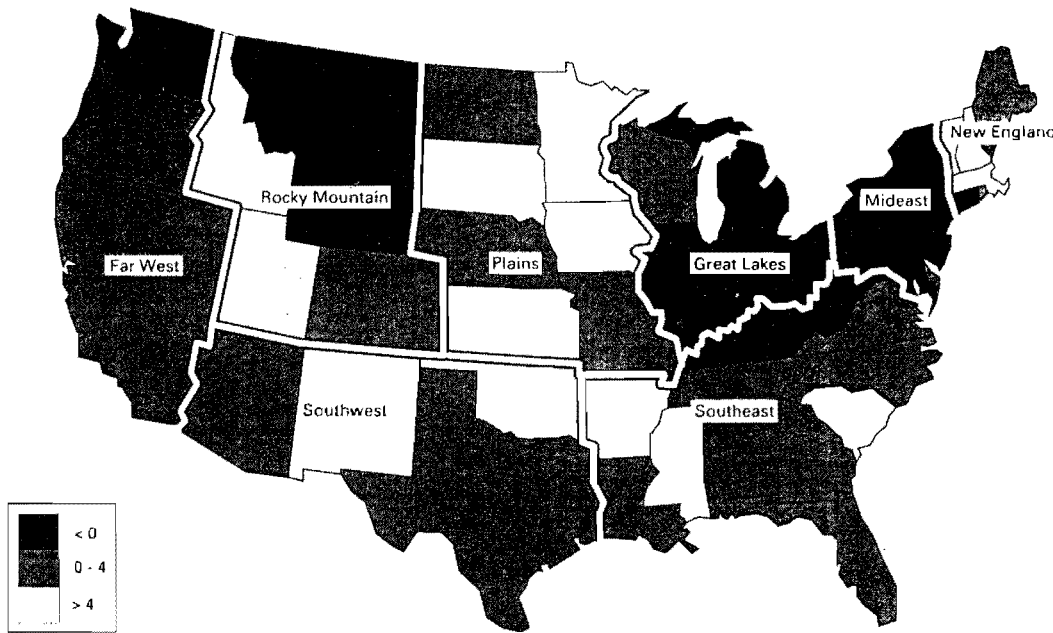 New England
Rocky Mountain
Mideast
Far West
Plains
Great Lakes
Southwest
Southeast
< 0
0 - 4
> 4